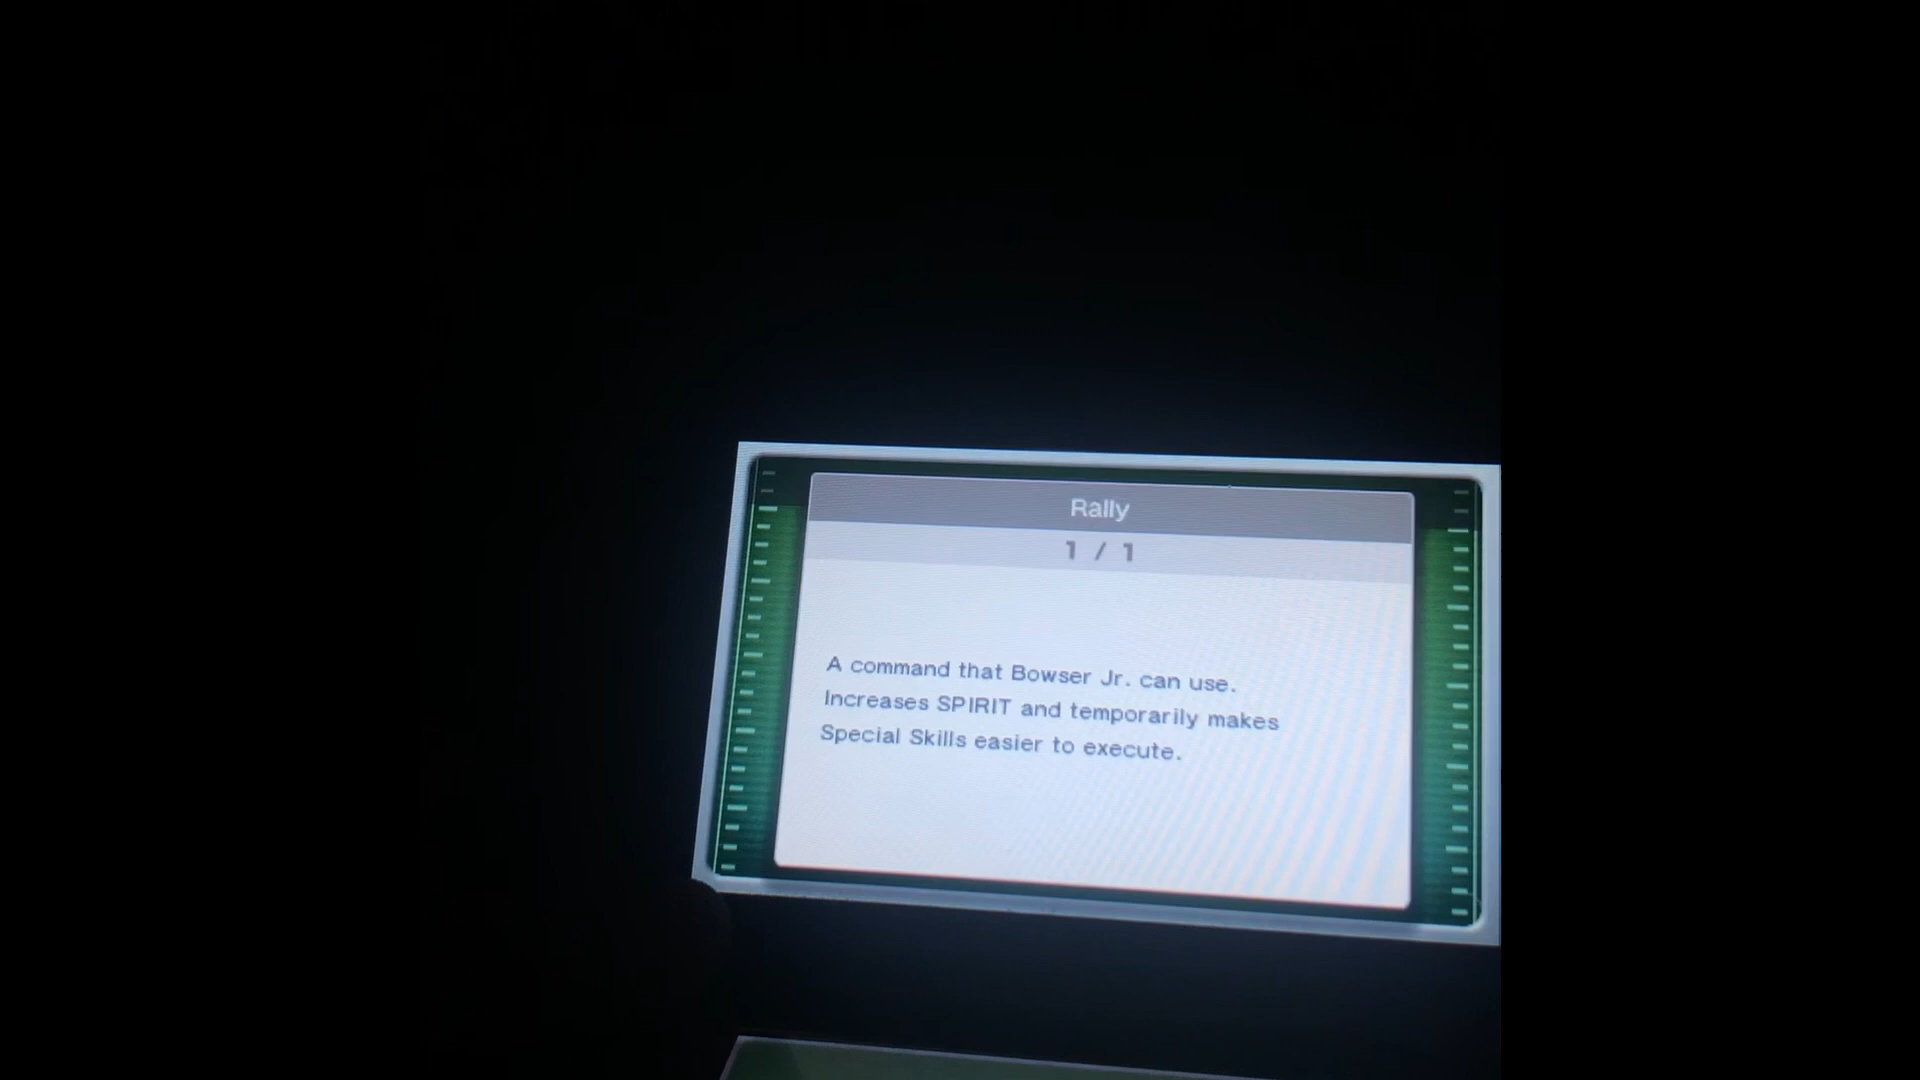 Rally
1 / 1
A command that Bowser Jr. can use.
Increases SPIRIT and temporarily makes
Special Skills easier to execute.